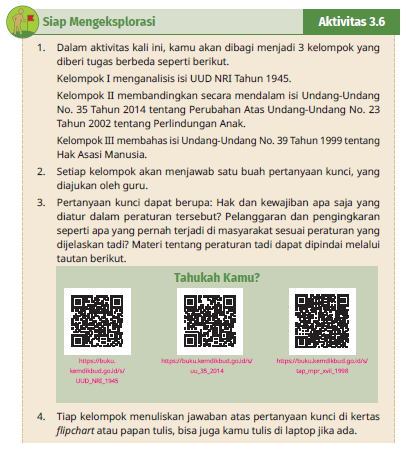 Siap Mengeksplorasi
Aktivitas 3.6
1. Dalam aktivitas kali ini, kamu akan dibagi menjadi 3 kelompok yang
diberi tugas berbeda seperti berikut.
Kelompok I menganalisis isi UUD NRI Tahun 1945.
Kelompok II membandingkan secara mendalam isi Undang-Undang
No. 35 Tahun 2014 tentang Perubahan Atas Undang-Undang No. 23
Tahun 2002 tentang Perlindungan Anak.
Kelompok III membahas isi Undang-Undang No. 39 Tahun 1999 tentang
Hak Asasi Manusia.
2. Setiap kelompok akan menjawab satu buah pertanyaan kunci, yang
diajukan oleh guru.
3. Pertanyaan kunci dapat berupa: Hak dan kewajiban apa saja yang
diatur dalam peraturan tersebut? Pelanggaran dan pengingkaran
seperti apa yang pernah terjadi di masyarakat sesuai peraturan yang
dijelaskan tadi? Materi tentang peraturan tadi dapat dipindai melalui
tautan berikut.
Tahukah Kamu?
https://buku.
kemdikbud.go.id/s/
UUD_NRI_1945
https://buku.kemdikbud.go.id/s/
uu_35_2014
https://buku.kemdikbud.go.id/s/
tap_mpr_xvii_1998
4. Tiap kelompok menuliskan jawaban atas pertanyaan kunci di kertas
flipchart atau papan tulis, bisa juga kamu tulis di laptop jika ada.